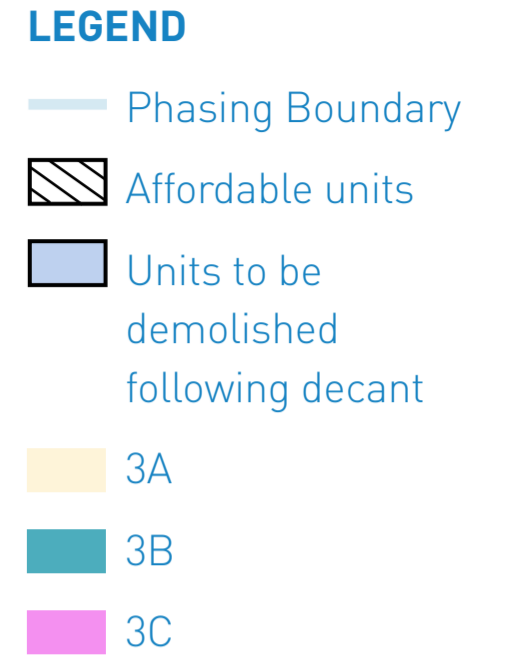 LEGEND
Phasing Boundary
Affordable units
Units to be
demolished
following decant
3A
3B
3C